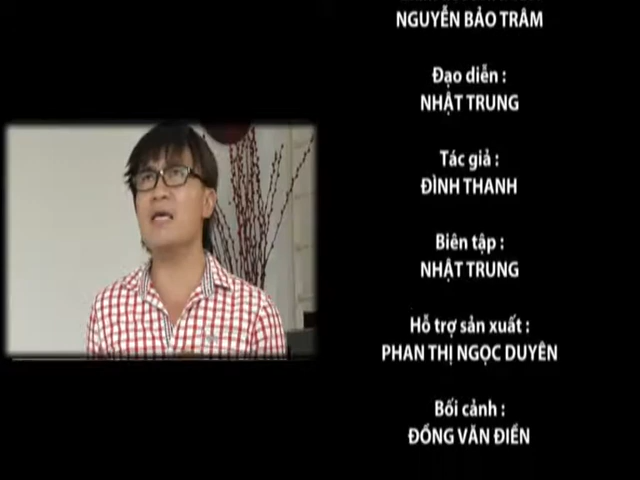 NGUYỄN BẢO TRÂM
Đạo diễn :
NHẬT TRUNG
Tác giả :
ĐÌNH THANH
Biên tập :
NHẬT TRUNG
Hỗ trợ sản xuất :
PHAN THỊ NGỌC DUYÊN
Bối cảnh :
ĐỒNG VĂN ĐIỀN